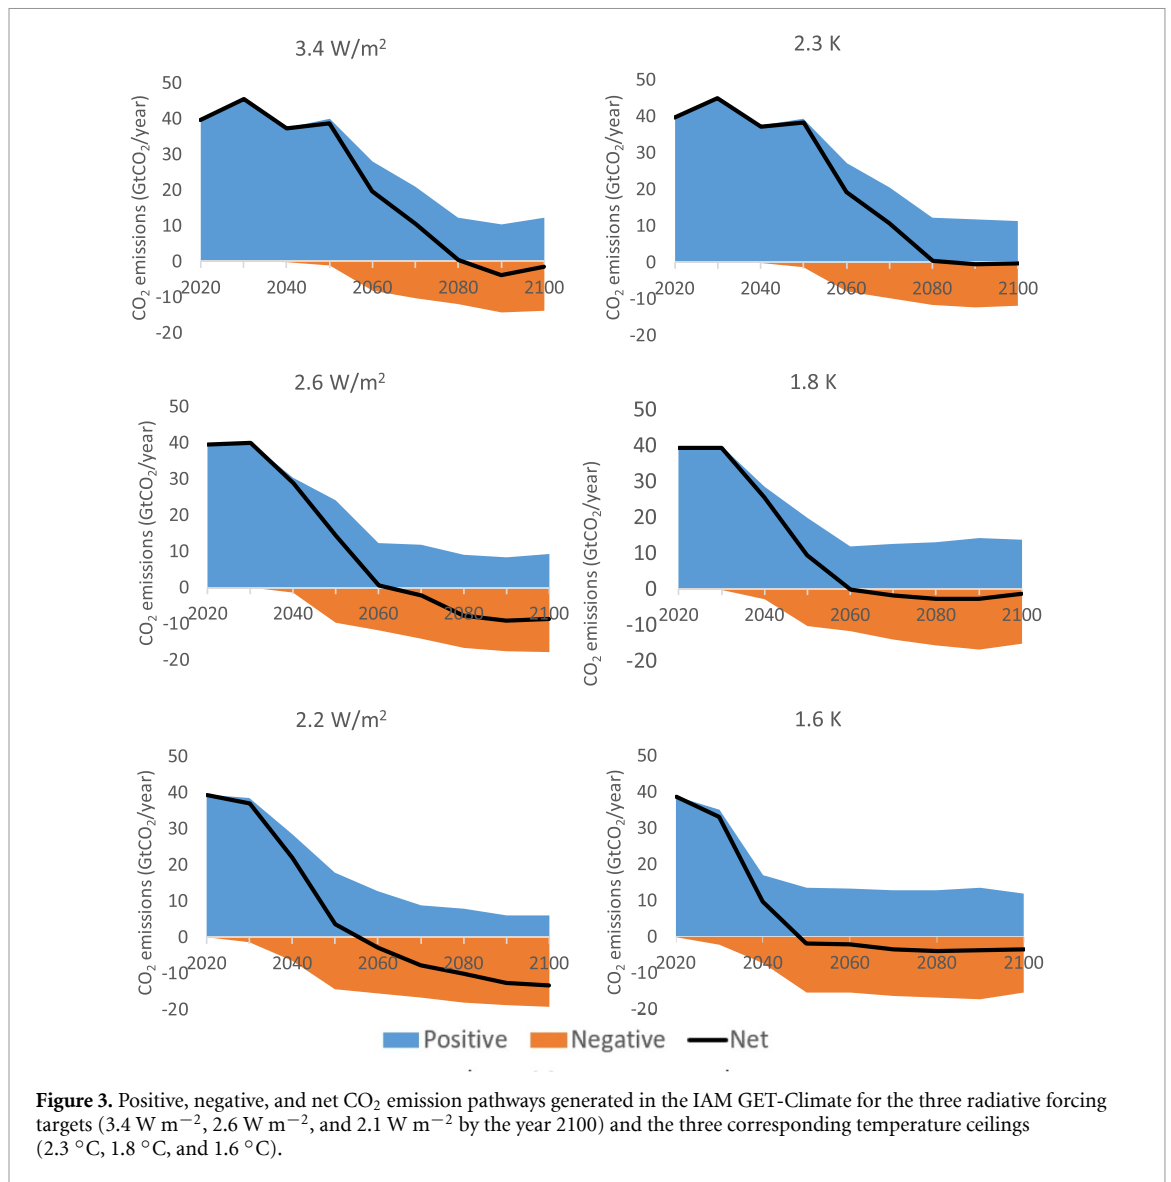 3.4 W/m²
CO₂ emissions (GtCO₂/year)
50
40
30
20
10
0
-10
-20
2020 2040 2060 2080 2100
2.3 K
CO₂ emissions (GtCO₂/year)
50
40
30
20
10
0
-10
-20
2020 2040 2060 2080 2100
2.6 W/m²
CO₂ emissions (GtCO₂/year)
50
40
30
20
10
0
-10
-20
2020 2040 2060 2080 2100
1.8 K
CO₂ emissions (GtCO₂/year)
50
40
30
20
10
0
-10
-20
2020 2040 2060 2080 2100
2.2 W/m²
CO₂ emissions (GtCO₂/year)
50
40
30
20
10
0
-10
-20
2020 2040 2060 2080 2100
1.6 K
CO₂ emissions (GtCO₂/year)
50
40
30
20
10
0
-10
-20
2020 2040 2060 2080 2100
Positive Negative Net
Figure 3. Positive, negative, and net CO₂ emission pathways generated in the IAM GET-Climate for the three radiative forcing
targets (3.4 W m⁻², 2.6 W m⁻², and 2.1 W m⁻² by the year 2100) and the three corresponding temperature ceilings
(2.3 °C, 1.8 °C, and 1.6 °C).